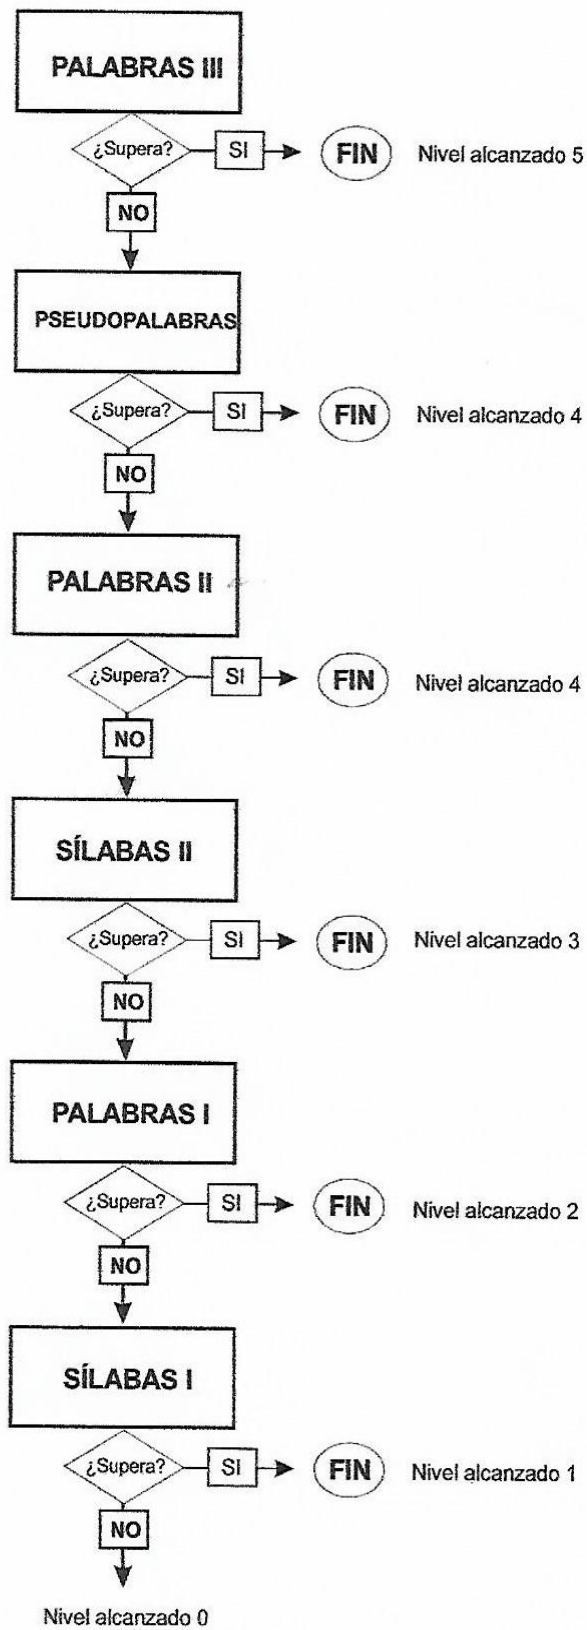 PALABRAS III
¿Supera? SI FIN Nivel alcanzado 5
NO
PSEUDOPALABRAS
¿Supera? SI FIN Nivel alcanzado 4
NO
PALABRAS II
¿Supera? SI FIN Nivel alcanzado 4
NO
SÍLABAS II
¿Supera? SI FIN Nivel alcanzado 3
NO
PALABRAS I
¿Supera? SI FIN Nivel alcanzado 2
NO
SÍLABAS I
¿Supera? SI FIN Nivel alcanzado 1
NO
Nivel alcanzado 0